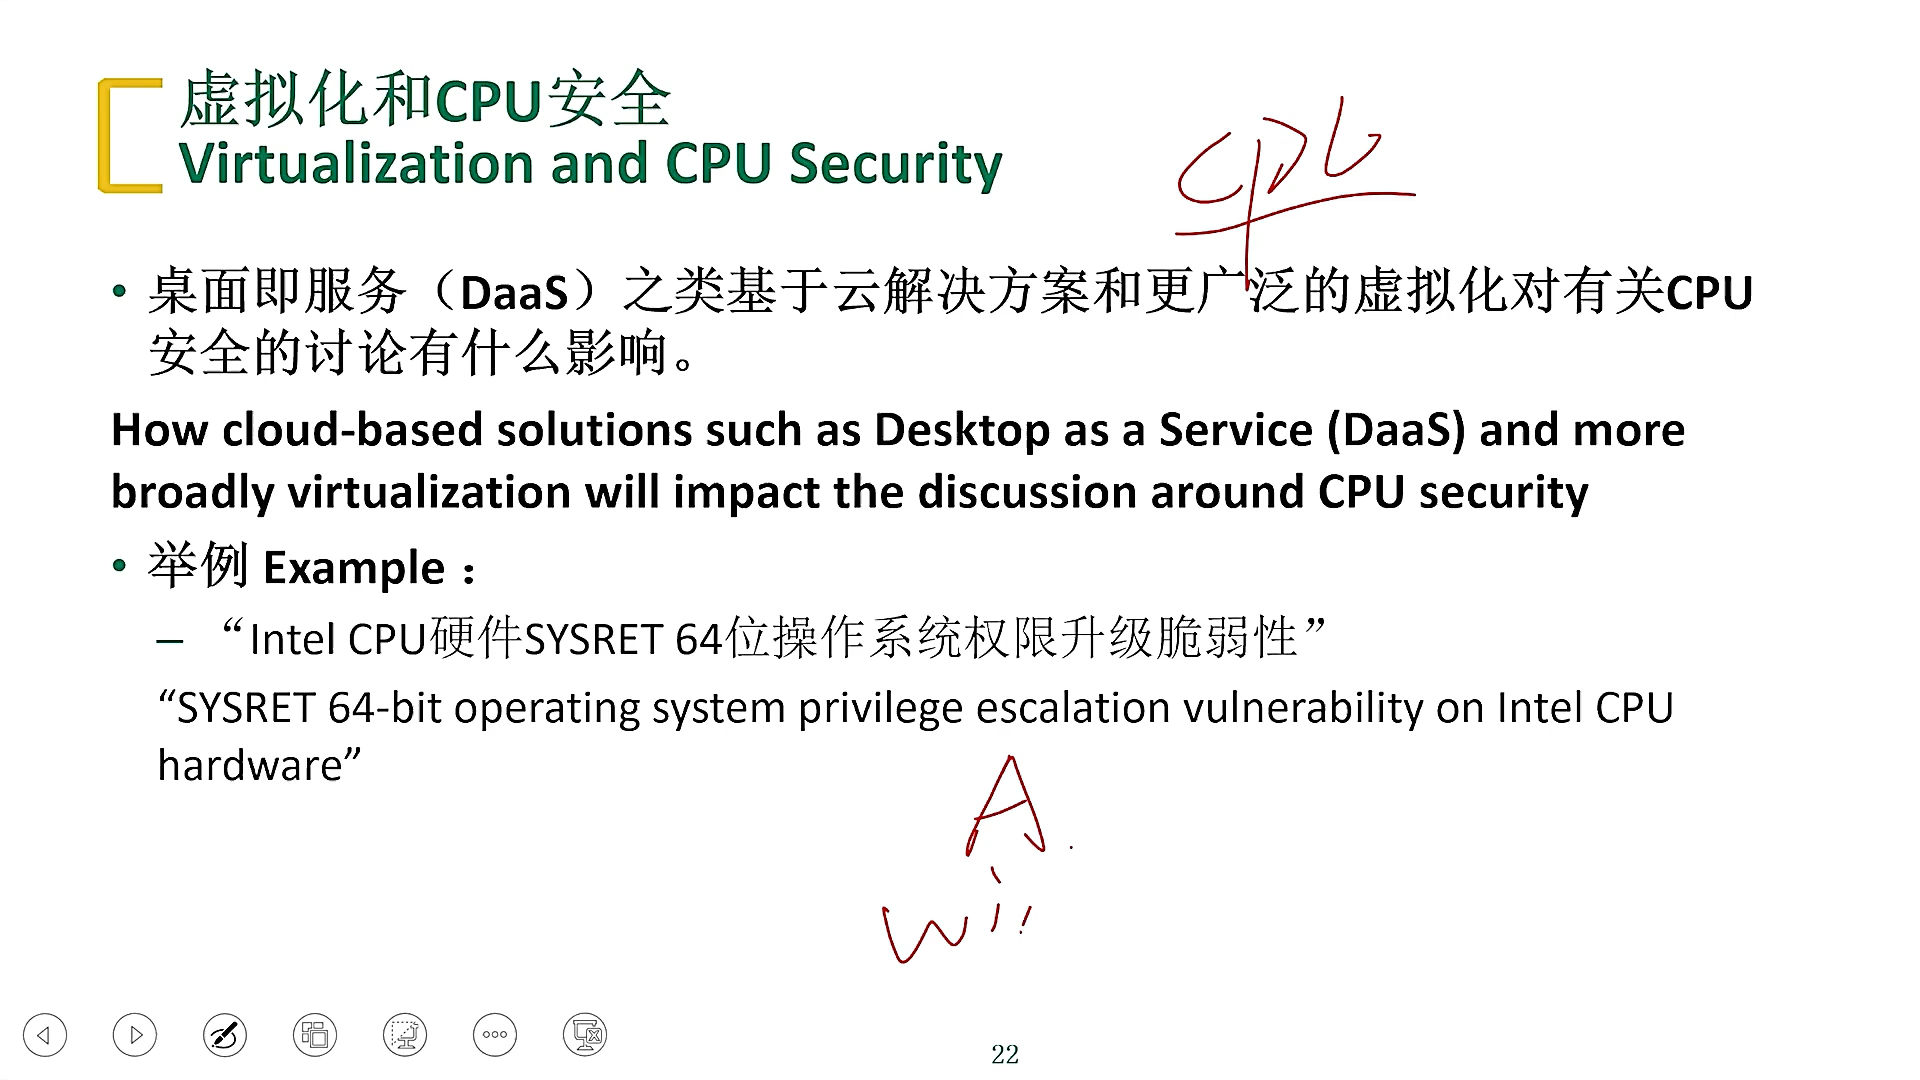 虚拟化和CPU安全
Virtualization and CPU Security
CPU
• 桌面即服务（DaaS）之类基于云解决方案和更广泛的虚拟化对有关CPU
安全的讨论有什么影响。
How cloud-based solutions such as Desktop as a Service (DaaS) and more
broadly virtualization will impact the discussion around CPU security
• 举例 Example：
– “Intel CPU硬件SYSRET 64位操作系统权限升级脆弱性”
“SYSRET 64-bit operating system privilege escalation vulnerability on Intel CPU
hardware”
A
22